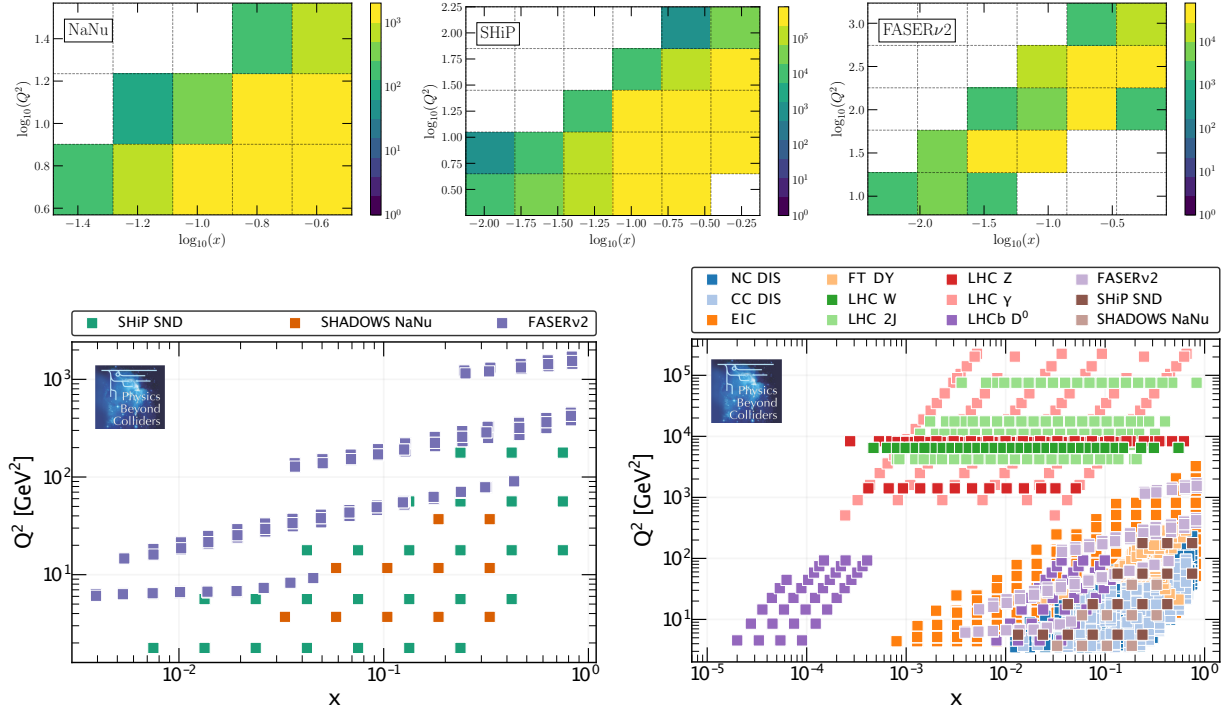 NaNu
log₁₀(Q²)
1.4
1.2
1.0
0.8
0.6
−1.4
−1.2
−1.0
−0.8
−0.6
log₁₀(x)
10³
10²
10¹
10⁰
SHiP
log₁₀(Q²)
2.25
2.00
1.75
1.50
1.25
1.00
0.75
0.50
−2.00
−1.75
−1.50
−1.25
−1.00
−0.75
−0.50
−0.25
log₁₀(x)
10⁵
10⁴
10³
10²
10¹
10⁰
FASERν2
log₁₀(Q²)
3.0
2.5
2.0
1.5
1.0
−2.0
−1.5
−1.0
−0.5
log₁₀(x)
10⁴
10³
10²
10¹
10⁰
SHiP SND
SHADOWS NaNu
FASERν2
Physics
Beyond
Colliders
Q² [GeV²]
10³
10²
10¹
10⁻²
10⁻¹
10⁰
x
NC DIS
FT DY
LHC Z
FASERν2
CC DIS
LHC W
LHC γ
SHiP SND
EIC
LHC 2J
LHCb D⁰
SHADOWS NaNu
Physics
Beyond
Colliders
Q² [GeV²]
10⁵
10⁴
10³
10²
10¹
10⁻⁵
10⁻⁴
10⁻³
10⁻²
10⁻¹
10⁰
x